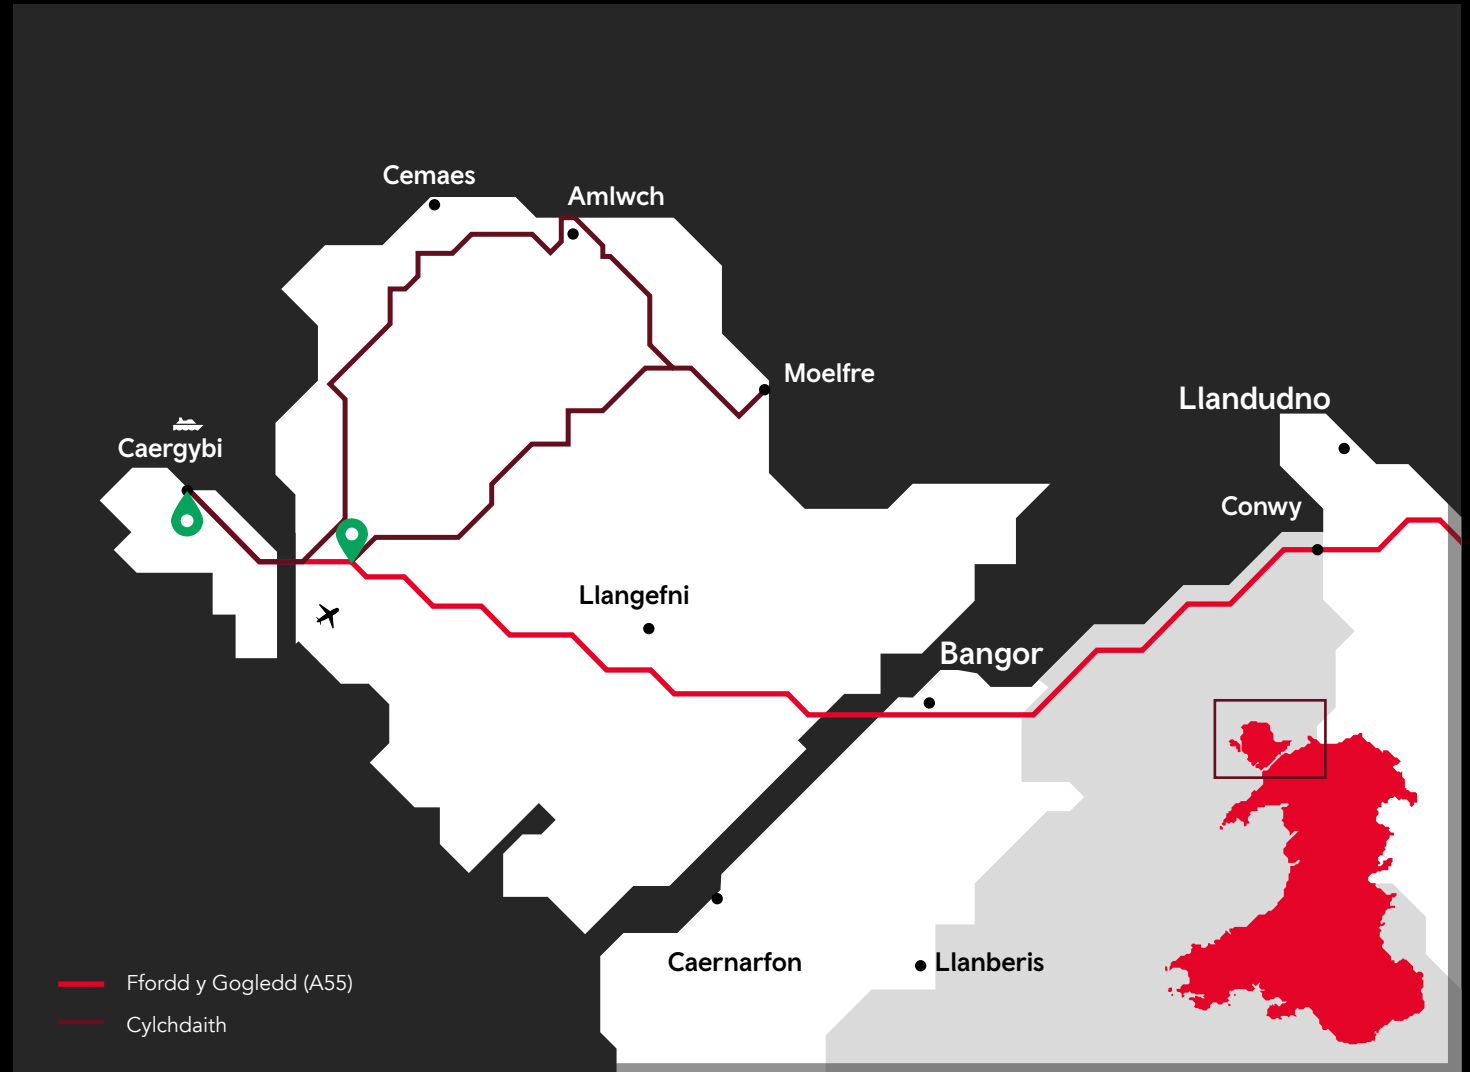 Cemaes
Amlwch
Moelfre
Llandudno
Caergybi
Conwy
Llangefni
Bangor
Caernarfon
Llanberis
Ffordd y Gogledd (A55)
Cylchdaith